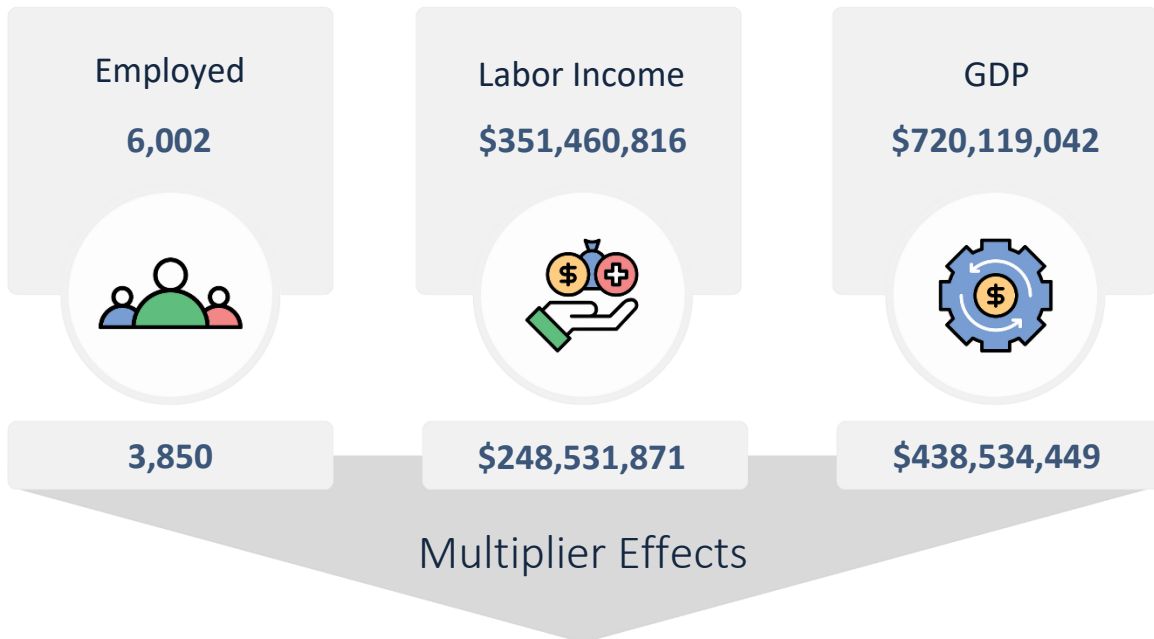 Employed
6,002
Labor Income
$351,460,816
GDP
$720,119,042
$
$
3,850
$248,531,871
$438,534,449
Multiplier Effects